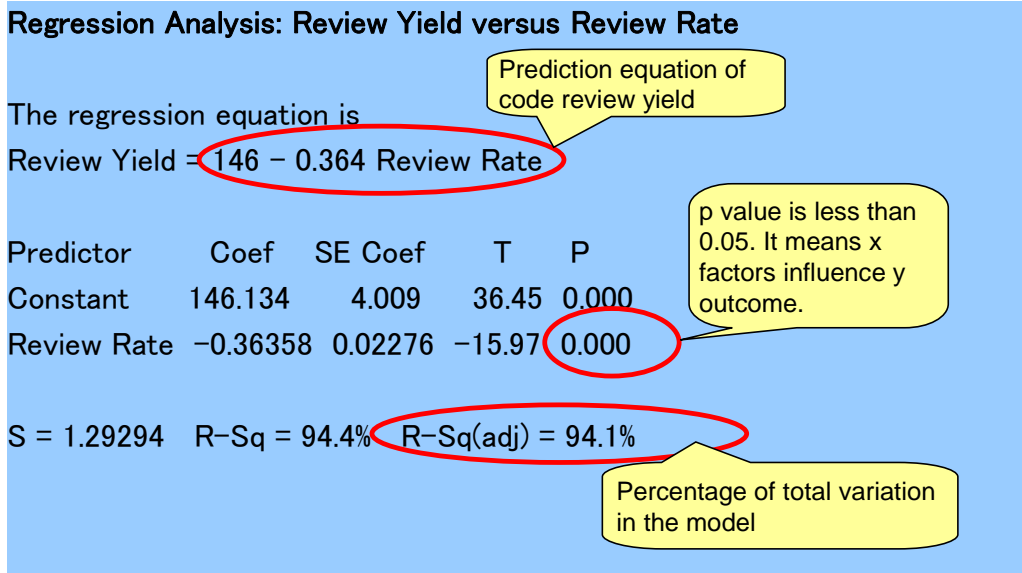 Regression Analysis: Review Yield versus Review Rate
Prediction equation of
code review yield
The regression equation is
Review Yield = 146 − 0.364 Review Rate
p value is less than
0.05. It means x
factors influence y
outcome.
Predictor Coef SE Coef T P
Constant 146.134 4.009 36.45 0.000
Review Rate −0.36358 0.02276 −15.97 0.000
S = 1.29294 R−Sq = 94.4% R−Sq(adj) = 94.1%
Percentage of total variation
in the model